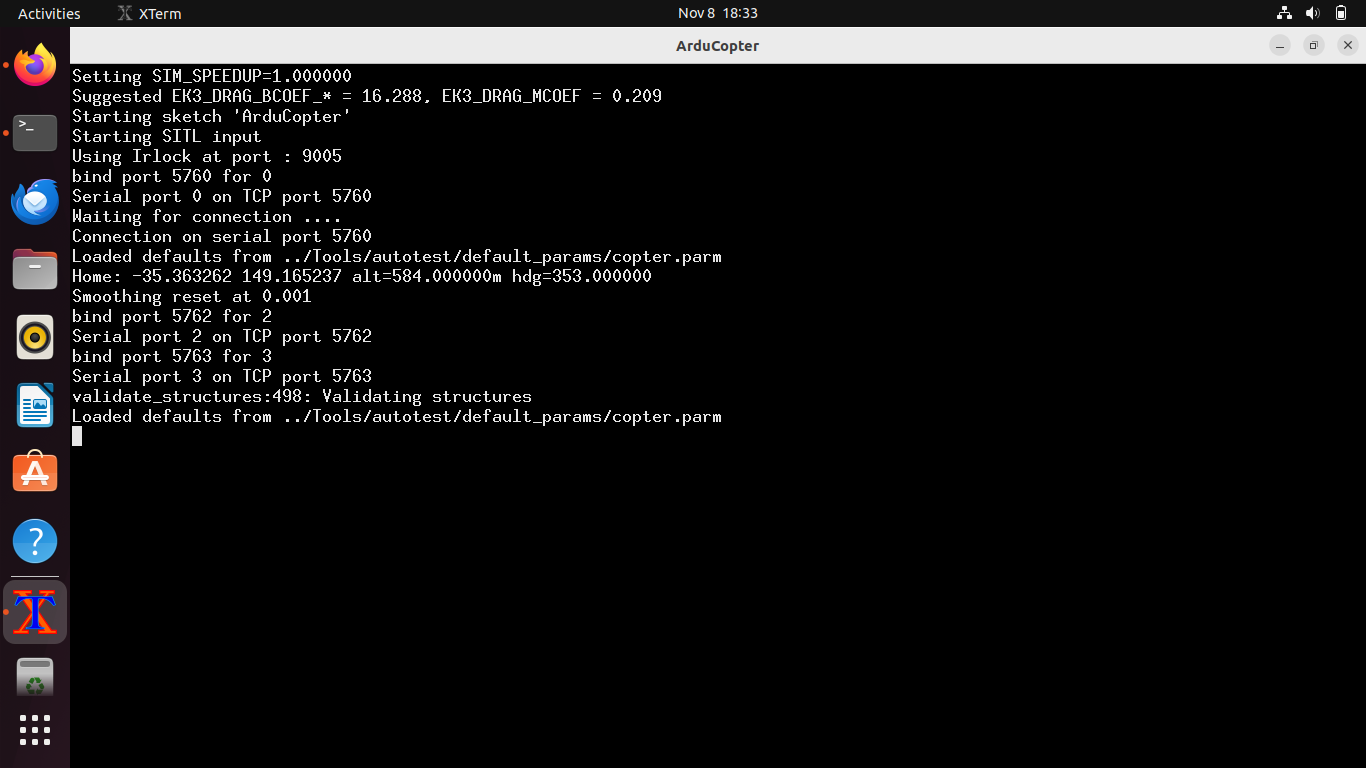 Activities
XTerm
Nov 8 18:33
ArduCopter
Setting SIM_SPEEDUP=1.000000
Suggested EK3_DRAG_BCOEF_* = 16.288, EK3_DRAG_MCOEF = 0.209
Starting sketch 'ArduCopter'
Starting SITL input
Using Irlock at port : 9005
bind port 5760 for 0
Serial port 0 on TCP port 5760
Waiting for connection ....
Connection on serial port 5760
Loaded defaults from ../Tools/autotest/default_params/copter.parm
Home: -35.363262 149.165237 alt=584.000000m hdg=353.000000
Smoothing reset at 0.001
bind port 5762 for 2
Serial port 2 on TCP port 5762
bind port 5763 for 3
Serial port 3 on TCP port 5763
validate_structures:498: Validating structures
Loaded defaults from ../Tools/autotest/default_params/copter.parm